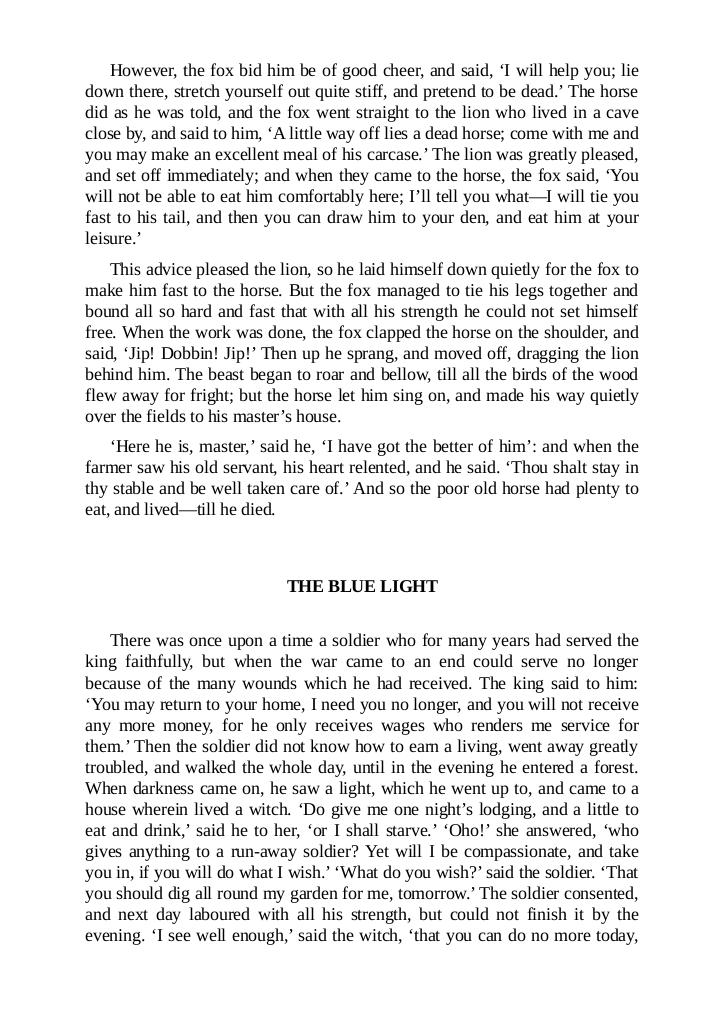 However, the fox bid him be of good cheer, and said, ‘I will help you; lie
down there, stretch yourself out quite stiff, and pretend to be dead.’ The horse
did as he was told, and the fox went straight to the lion who lived in a cave
close by, and said to him, ‘A little way off lies a dead horse; come with me and
you may make an excellent meal of his carcase.’ The lion was greatly pleased,
and set off immediately; and when they came to the horse, the fox said, ‘You
will not be able to eat him comfortably here; I’ll tell you what—I will tie you
fast to his tail, and then you can draw him to your den, and eat him at your
leisure.’
This advice pleased the lion, so he laid himself down quietly for the fox to
make him fast to the horse. But the fox managed to tie his legs together and
bound all so hard and fast that with all his strength he could not set himself
free. When the work was done, the fox clapped the horse on the shoulder, and
said, ‘Jip! Dobbin! Jip!’ Then up he sprang, and moved off, dragging the lion
behind him. The beast began to roar and bellow, till all the birds of the wood
flew away for fright; but the horse let him sing on, and made his way quietly
over the fields to his master’s house.
‘Here he is, master,’ said he, ‘I have got the better of him’: and when the
farmer saw his old servant, his heart relented, and he said. ‘Thou shalt stay in
thy stable and be well taken care of.’ And so the poor old horse had plenty to
eat, and lived—till he died.
THE BLUE LIGHT
There was once upon a time a soldier who for many years had served the
king faithfully, but when the war came to an end could serve no longer
because of the many wounds which he had received. The king said to him:
‘You may return to your home, I need you no longer, and you will not receive
any more money, for he only receives wages who renders me service for
them.’ Then the soldier did not know how to earn a living, went away greatly
troubled, and walked the whole day, until in the evening he entered a forest.
When darkness came on, he saw a light, which he went up to, and came to a
house wherein lived a witch. ‘Do give me one night’s lodging, and a little to
eat and drink,’ said he to her, ‘or I shall starve.’ ‘Oho!’ she answered, ‘who
gives anything to a run-away soldier? Yet will I be compassionate, and take
you in, if you will do what I wish.’ ‘What do you wish?’ said the soldier. ‘That
you should dig all round my garden for me, tomorrow.’ The soldier consented,
and next day laboured with all his strength, but could not finish it by the
evening. ‘I see well enough,’ said the witch, ‘that you can do no more today,